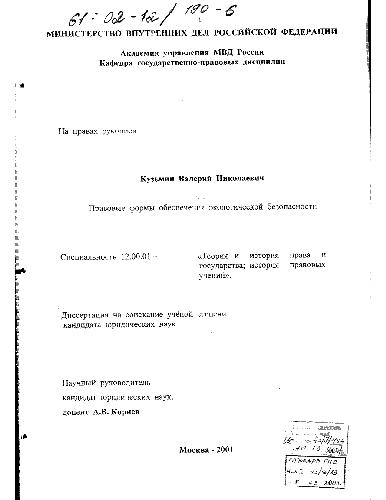 61:02-12/190-6
МИНИСТЕРСТВО ВНУТРЕННИХ ДЕЛ РОССИЙСКОЙ ФЕДЕРАЦИИ
Академия управления МВД России
Кафедра государственно-правовых дисциплин
На правах рукописи
Кузьмин Валерий Николаевич
Правовые формы обеспечения экологической безопасности
Специальность 12.00.01 -
«Теория и история права и
государства; история правовых
учений».
Диссертация на соискание учёной степени
кандидата юридических наук
Научный руководитель
кандидат юридических наук,
доцент А.В. Корнев
Москва - 2001